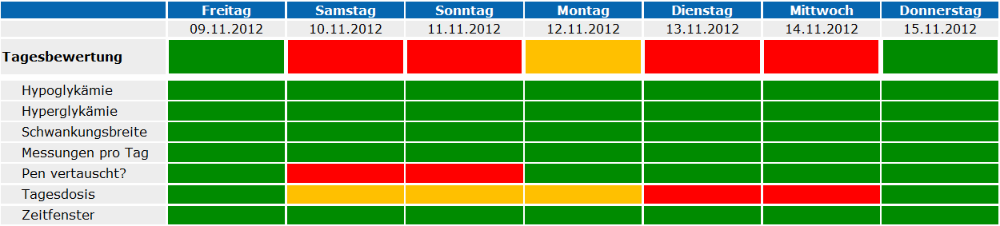 Freitag Samstag Sonntag Montag Dienstag Mittwoch Donnerstag
09.11.2012 10.11.2012 11.11.2012 12.11.2012 13.11.2012 14.11.2012 15.11.2012
Tagesbewertung
Hypoglykämie
Hyperglykämie
Schwankungsbreite
Messungen pro Tag
Pen vertauscht?
Tagesdosis
Zeitfenster